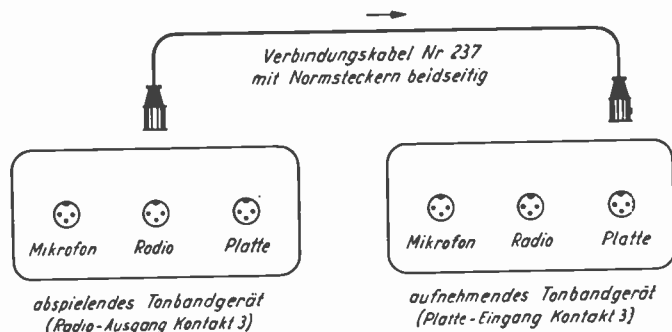 Verbindungskabel Nr 237
mit Normsteckern beidseitig
Mikrofon Radio Platte
Mikrofon Radio Platte
abspielendes Tonbandgerät
(Radio-Ausgang Kontakt 3)
aufnehmendes Tonbandgerät
(Platte-Eingang Kontakt 3)